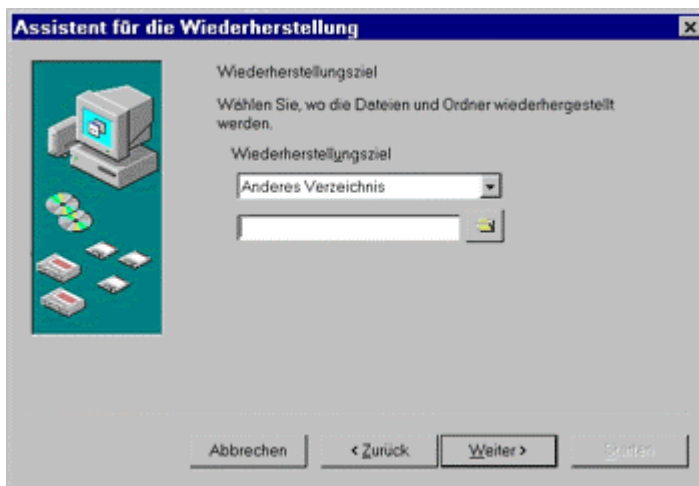 Assistent für die Wiederherstellung
Wiederherstellungsziel
Wählen Sie, wo die Dateien und Ordner wiederhergestellt
werden.
Wiederherstellungsziel
Anderes Verzeichnis
Abbrechen < Zurück Weiter > Starten